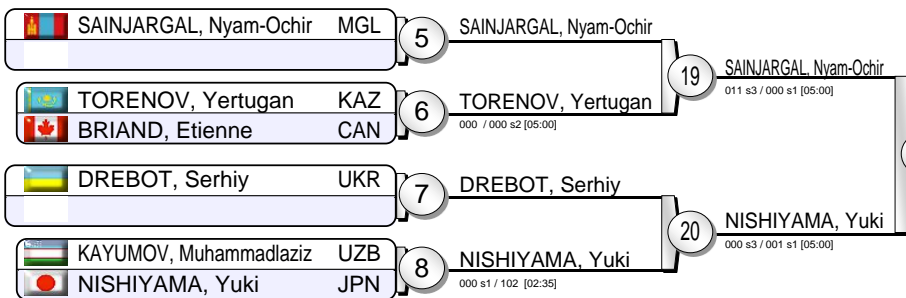 SAINJARGAL, Nyam-Ochir MGL
5
SAINJARGAL, Nyam-Ochir
TORENOV, Yertugan KAZ
BRIAND, Etienne CAN
6
TORENOV, Yertugan
000 / 000 s2 [05:00]
19
SAINJARGAL, Nyam-Ochir
011 s3 / 000 s1 [05:00]
DREBOT, Serhiy UKR
7
DREBOT, Serhiy
KAYUMOV, Muhammadlaziz UZB
NISHIYAMA, Yuki JPN
8
NISHIYAMA, Yuki
000 s1 / 102 [02:35]
20
NISHIYAMA, Yuki
000 s3 / 001 s1 [05:00]